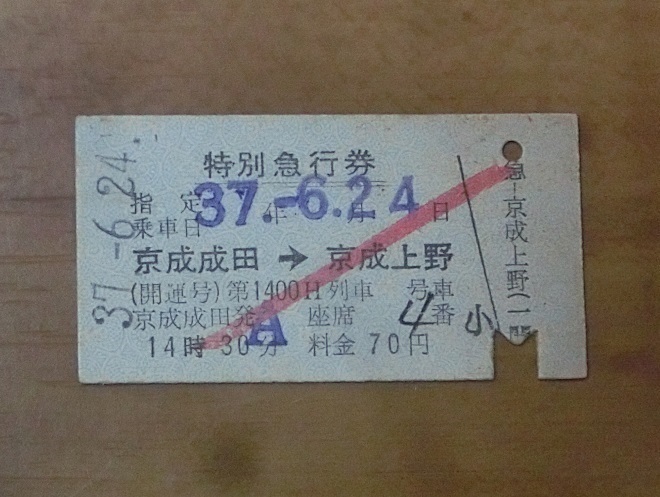 37-6.24.
特別急行券
指定
乗車日 37.-6.24 年 月 日
京成成田 → 京成上野
(開運号)第1400H列車 号車
京成成田発 A 座席 4 番
14時30分 料金70円
小
急-京成上野(一